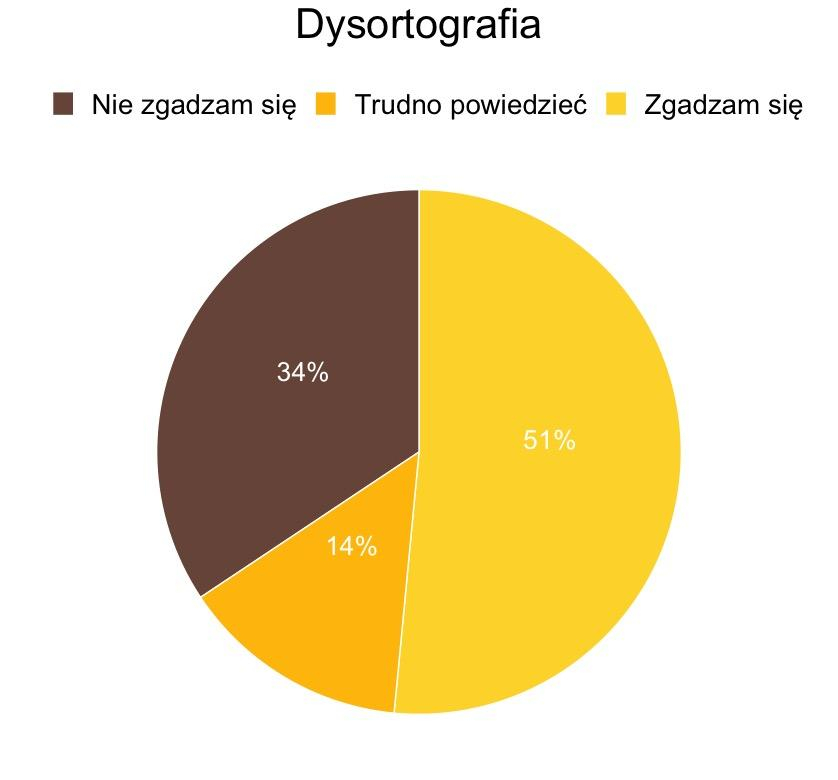 Dysortografia
Nie zgadzam się Trudno powiedzieć Zgadzam się
34%
51%
14%